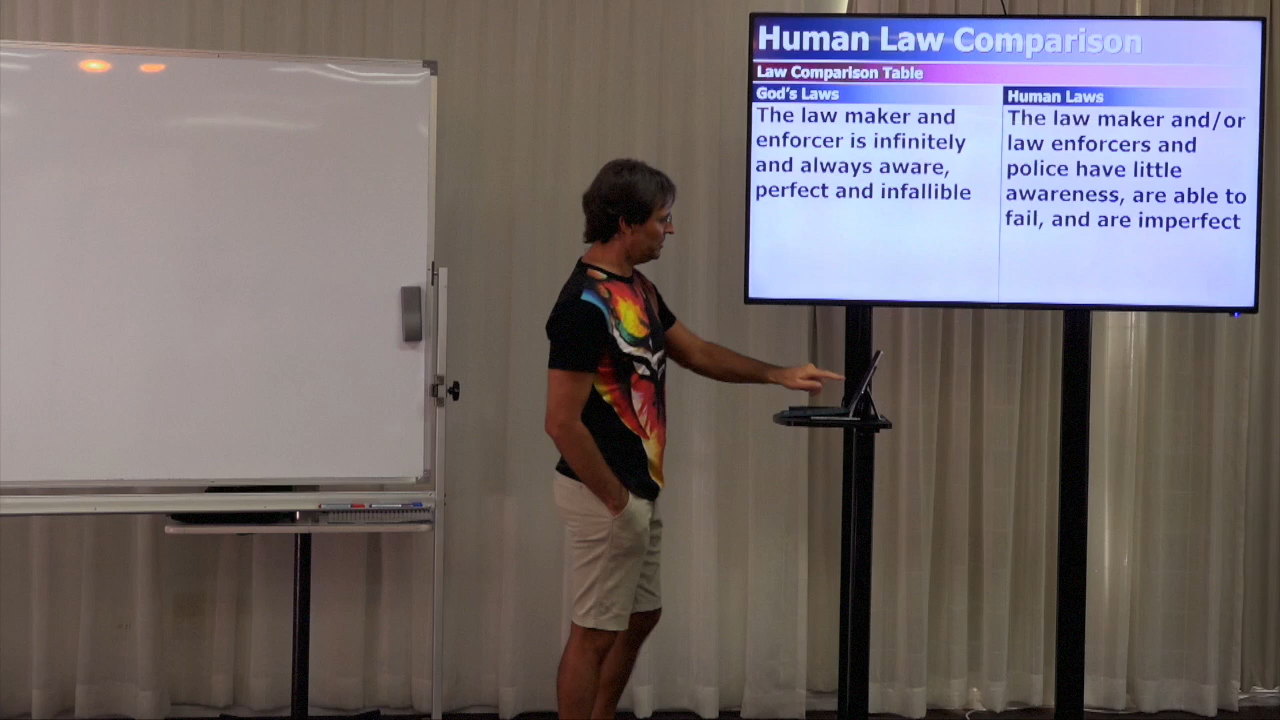 Human Law Comparison
Law Comparison Table
God's Laws
The law maker and
enforcer is infinitely
and always aware,
perfect and infallible
Human Laws
The law maker and/or
law enforcers and
police have little
awareness, are able to
fail, and are imperfect